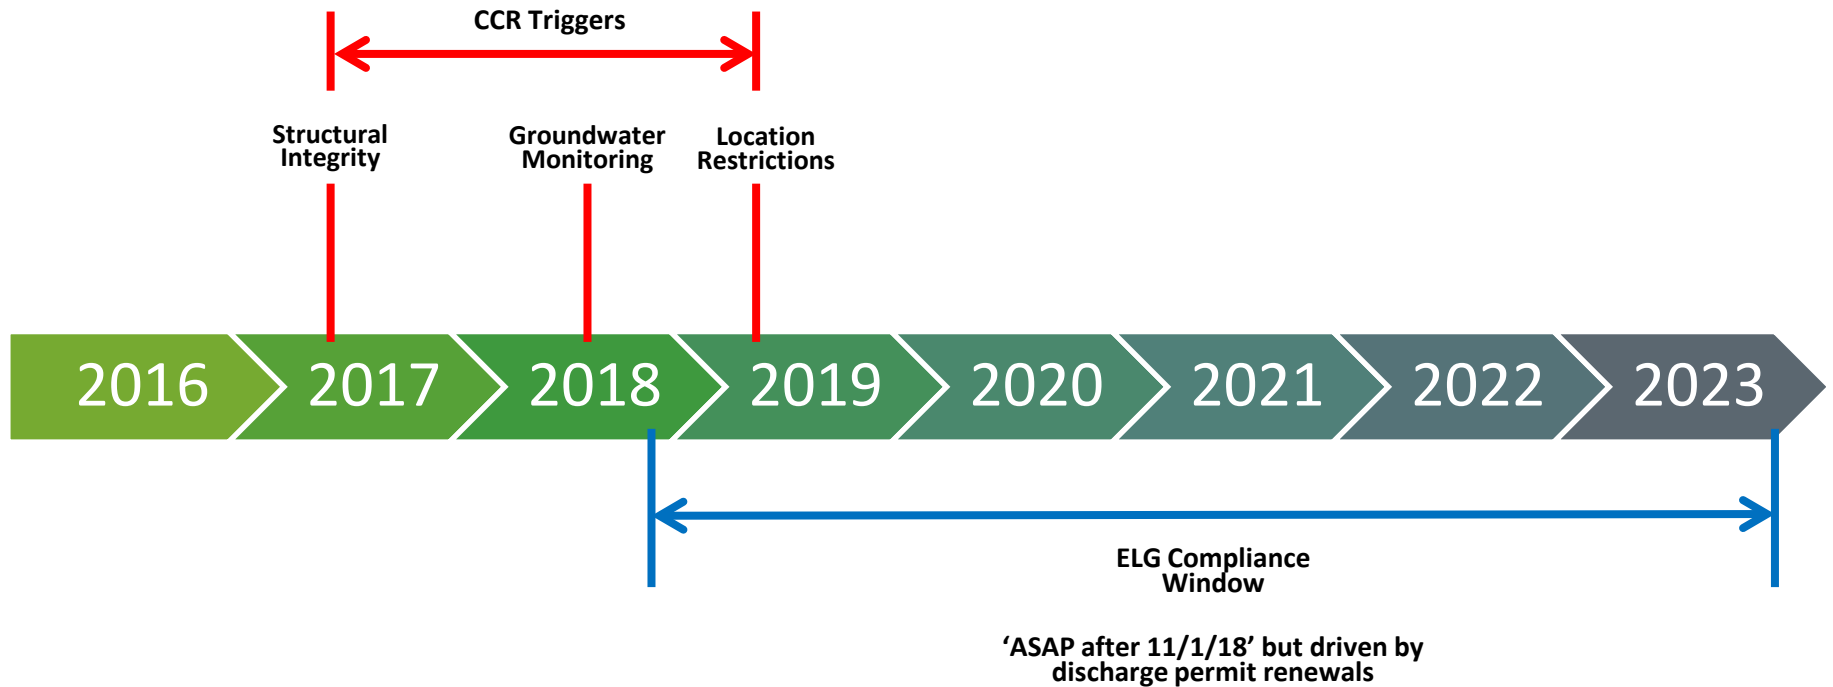 CCR Triggers
Structural
Integrity
Groundwater
Monitoring
Location
Restrictions
2016
2017
2018
2019
2020
2021
2022
2023
ELG Compliance
Window
‘ASAP after 11/1/18’ but driven by
discharge permit renewals